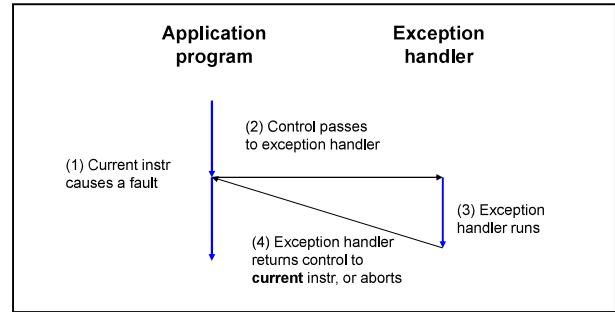 Application
program
Exception
handler
(2) Control passes
to exception handler
(1) Current instr
causes a fault
(3) Exception
handler runs
(4) Exception handler
returns control to
current instr, or aborts